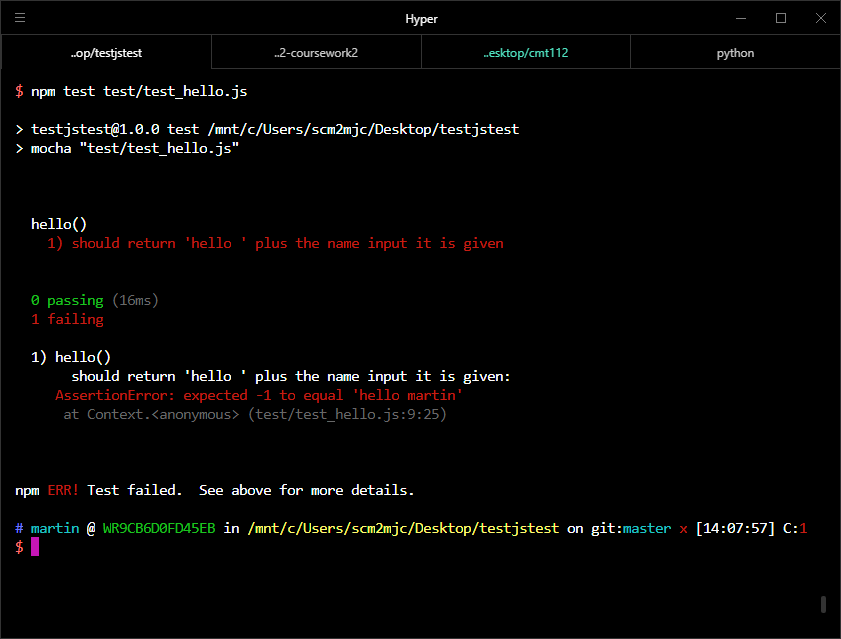 Hyper
..op/testjstest ..2-coursework2 ..esktop/cmt112 python
$ npm test test/test_hello.js
> testjstest@1.0.0 test /mnt/c/Users/scm2mjc/Desktop/testjstest
> mocha "test/test_hello.js"
hello()
1) should return 'hello ' plus the name input it is given
0 passing (16ms)
1 failing
1) hello()
should return 'hello ' plus the name input it is given:
AssertionError: expected -1 to equal 'hello martin'
at Context.<anonymous> (test/test_hello.js:9:25)
npm ERR! Test failed.  See above for more details.
# martin @ WR9CB6D0FD45EB in /mnt/c/Users/scm2mjc/Desktop/testjstest on git:master x [14:07:57] C:1
$